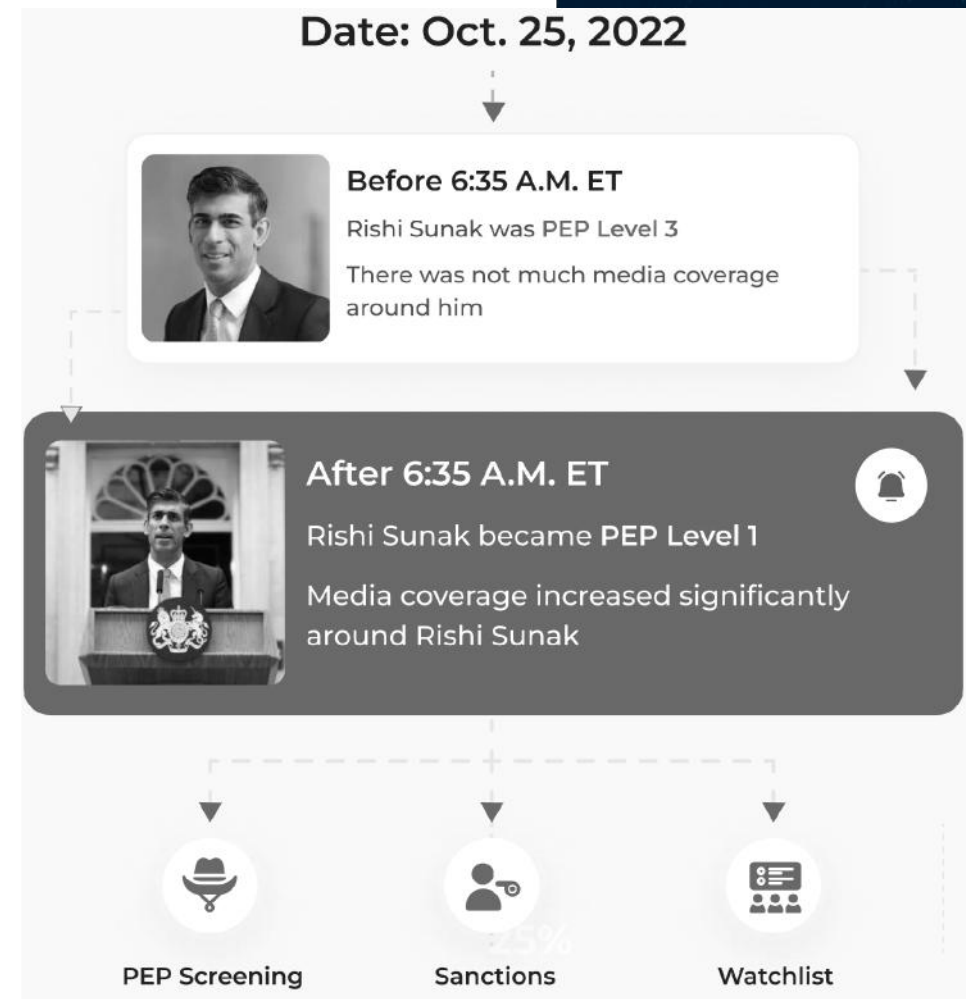 Date: Oct. 25, 2022
Before 6:35 A.M. ET
Rishi Sunak was PEP Level 3
There was not much media coverage
around him
After 6:35 A.M. ET
Rishi Sunak became PEP Level 1
Media coverage increased significantly
around Rishi Sunak
25%
PEP Screening
Sanctions
Watchlist